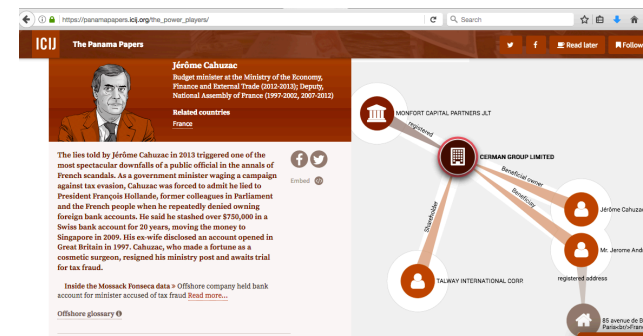 https://panamapapers.icij.org/the_power_players/
Search
ICIJ The Panama Papers
f Read later Follow
Jérôme Cahuzac
Budget minister at the Ministry of the Economy,
Finance and External Trade (2012-2013); Deputy,
National Assembly of France (1997-2002, 2007-2012)
Related countries
France
The lies told by Jérôme Cahuzac in 2013 triggered one of the
most spectacular downfalls of a public official in the annals of
French scandals. As a government minister waging a campaign
against tax evasion, Cahuzac was forced to admit he lied to
President François Hollande, former colleagues in Parliament
and the French people when he repeatedly denied owning
foreign bank accounts. He said he stashed over $750,000 in a
Swiss bank account for 20 years, moving the money to
Singapore in 2009. His ex-wife disclosed an account opened in
Great Britain in 1997. Cahuzac, who made a fortune as a
cosmetic surgeon, resigned his ministry post and awaits trial
for tax fraud.
Embed
Inside the Mossack Fonseca data » Offshore company held bank
account for minister accused of tax fraud Read more...
Offshore glossary
MONFORT CAPITAL PARTNERS JLT
registered
CERMAN GROUP LIMITED
Beneficial owner
Beneficiary
Shareholder
Jérôme Cahuzac
Mr. Jerome And
TALWAY INTERNATIONAL CORP.
registered address
85 avenue de B
Paris<br/>Fran